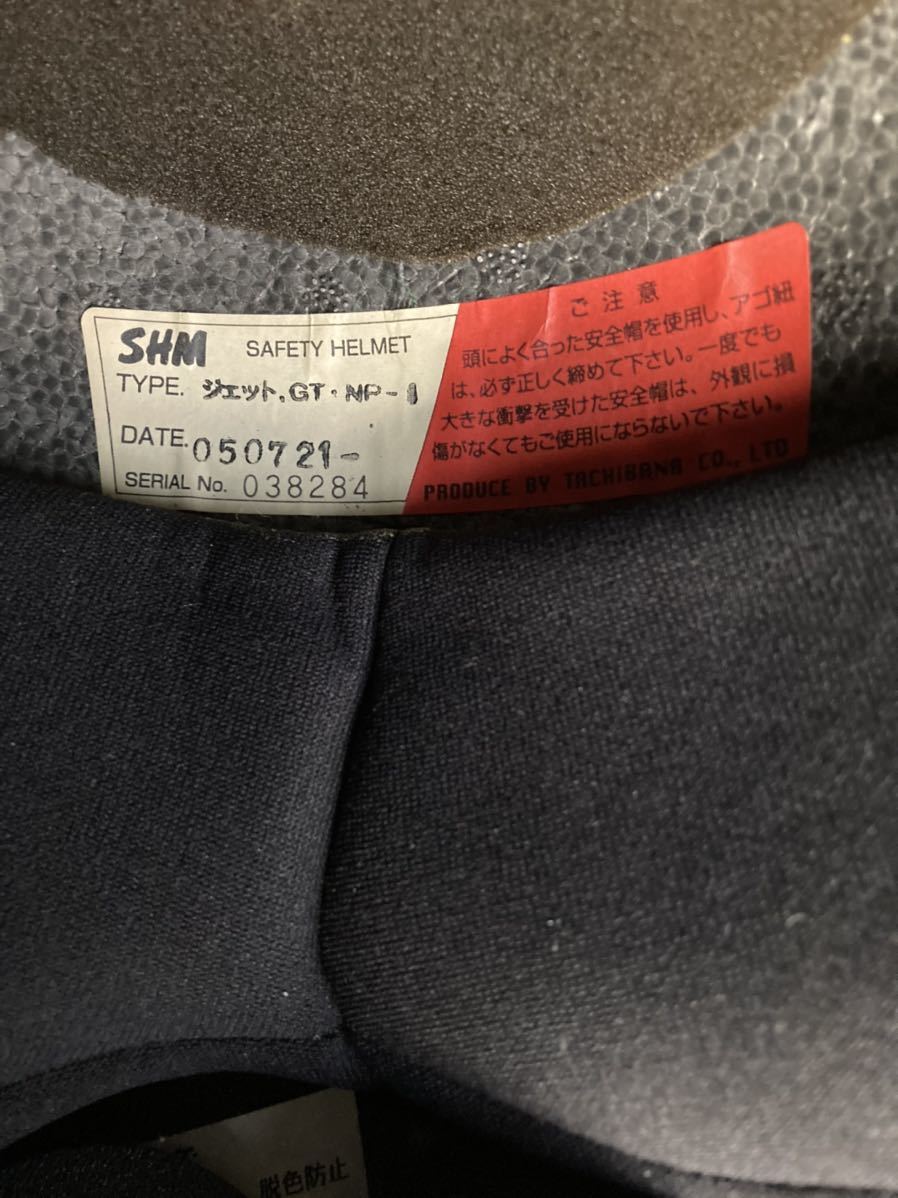 SHM SAFETY HELMET
TYPE. ジェット.GT・NP-1
DATE. 050721-
SERIAL No. 038284
ご注意
頭によく合った安全帽を使用し、アゴ紐
は、必ず正しく締めて下さい。一度でも
大きな衝撃を受けた安全帽は、外観に損
傷がなくてもご使用にならないで下さい。
PRODUCE BY TACHIBANA CO., LTD
脱色防止